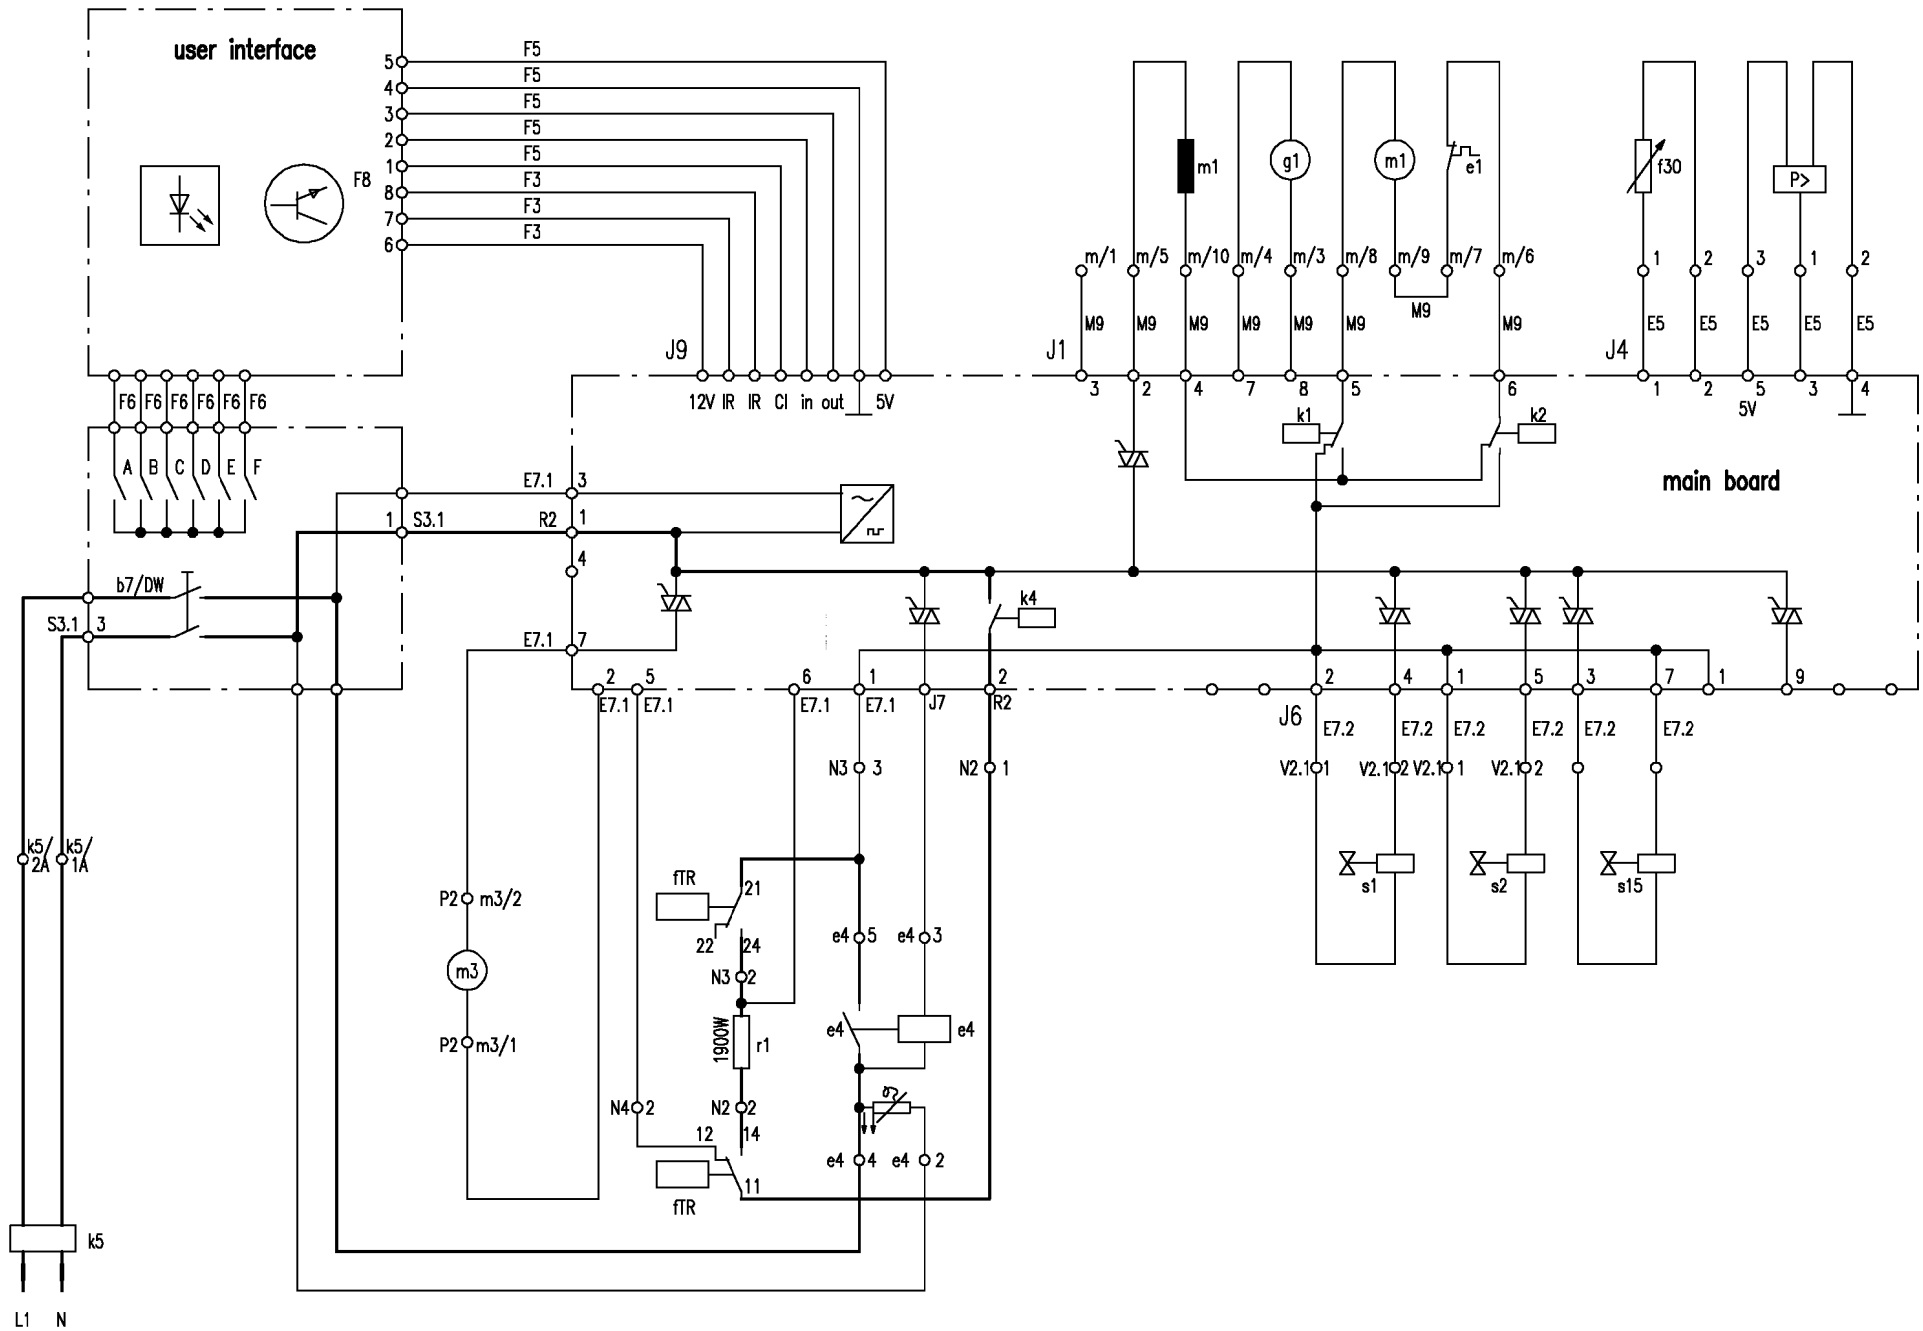 user interface
5 F5
4 F5
3 F5
2 F5
1 F5
F8
8 F3
7 F3
6 F3
m1 g1 m1 e1 f30 P>
m/1 m/5 m/10 m/4 m/3 m/8 m/9 m/7 m/6 1 2 3 1 2
M9
M9 M9 M9 M9 M9 M9 M9 E5 E5 E5 E5 E5
J9 J1 J4
3 2 4 7 8 5 6 1 2 5 3 4
F6 F6 F6 F6 F6 F6
12V IR IR CI in out 5V
5V
k1 k2
A B C D E F
main board
E7.1 3
1 S3.1 R2 1
4
b7/DW
k4
S3.1 3
E7.1 7
2 5 6 1 2 2 4 1 5 3 7 1 9
E7.1 E7.1 E7.1 E7.1 J7 R2
J6
E7.2 E7.2 E7.2 E7.2 E7.2 E7.2
N3 3 N2 1 V2.1 1 V2.1 2 V2.1 1 V2.1 2
k5/ k5/
2A 1A
s1 s2 s15
fTR 21
P2 m3/2
22 24 e4 5 e4 3
m3 N3 2
1900W r1 e4 e4
P2 m3/1
N4 2 N2 2
ϑ
12 14
e4 4 e4 2
11
fTR
k5
L1 N